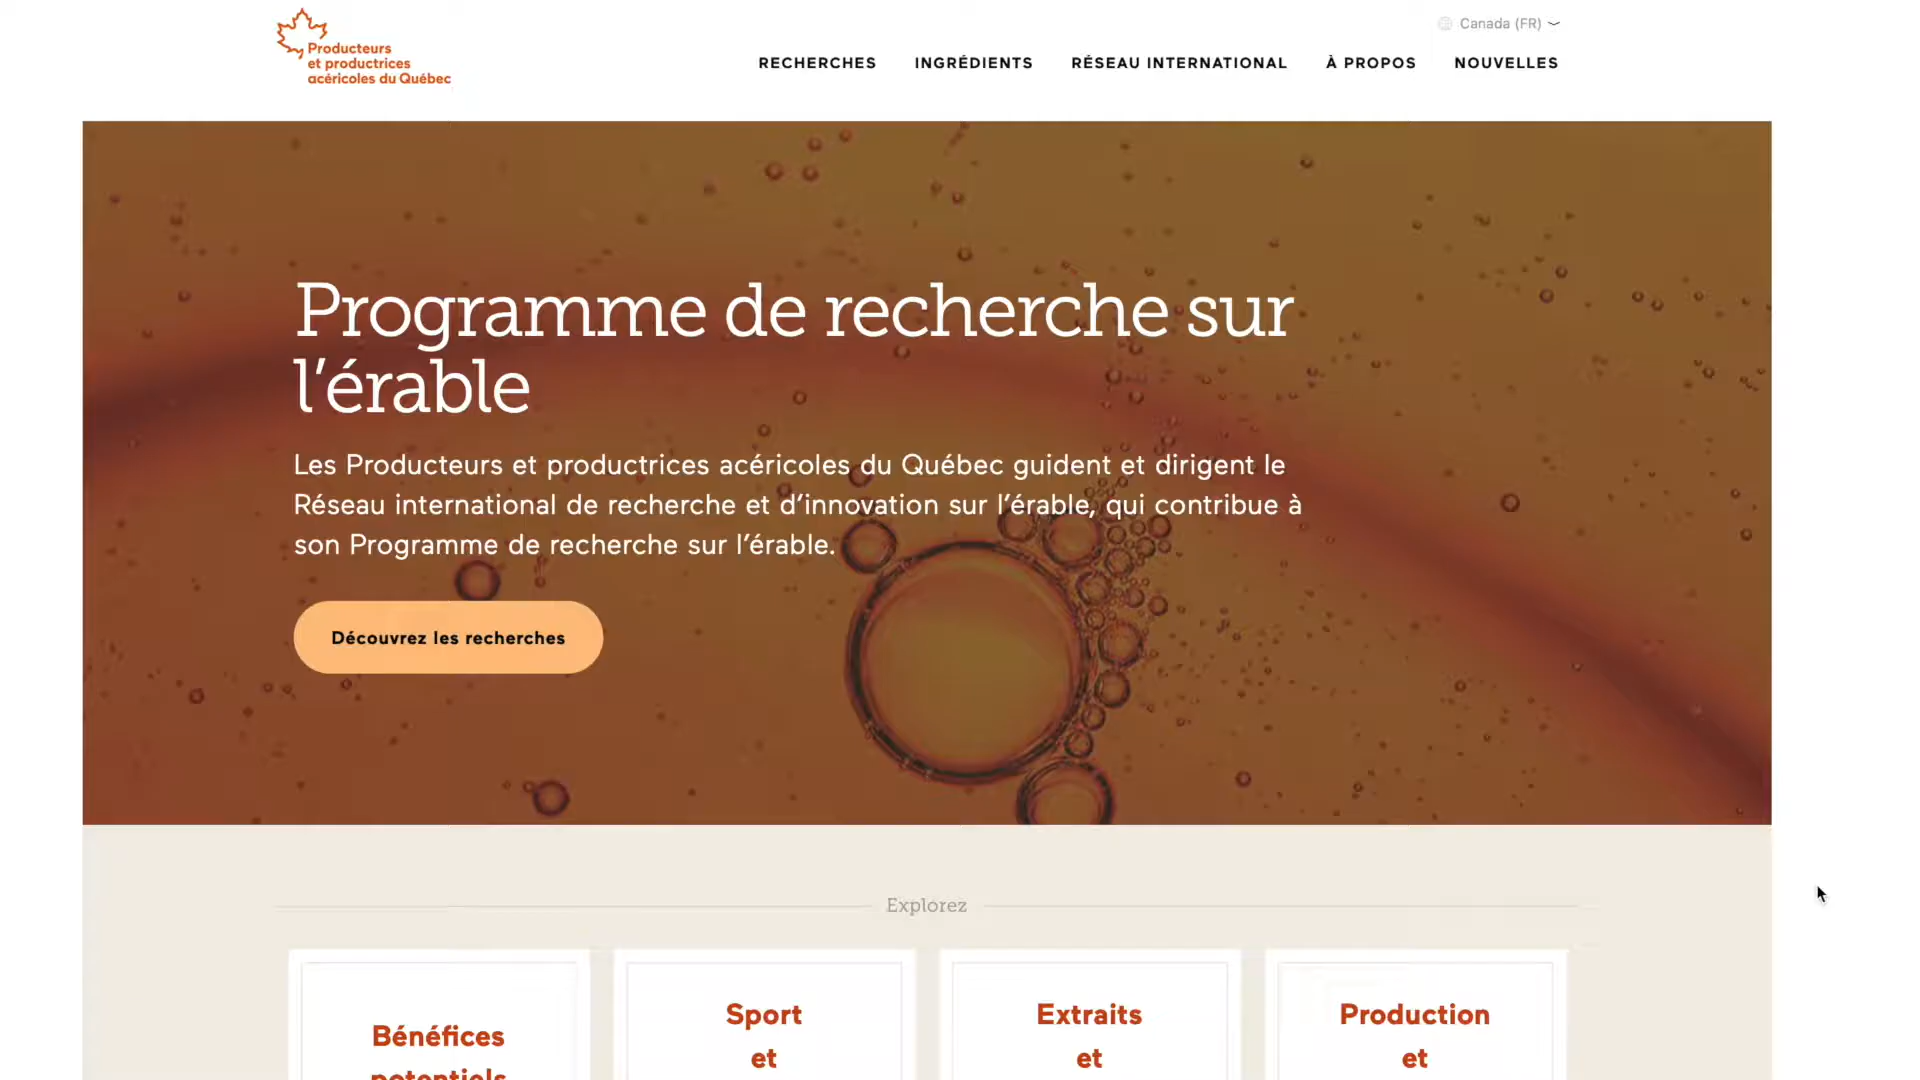 Producteurs
et productrices
acéricoles du Québec
Canada (FR)
RECHERCHES INGRÉDIENTS RÉSEAU INTERNATIONAL À PROPOS NOUVELLES
Programme de recherche sur
l’érable
Les Producteurs et productrices acéricoles du Québec guident et dirigent le
Réseau international de recherche et d’innovation sur l’érable, qui contribue à
son Programme de recherche sur l’érable.
Découvrez les recherches
Explorez
Bénéfices
potentiels
Sport
et
Extraits
et
Production
et